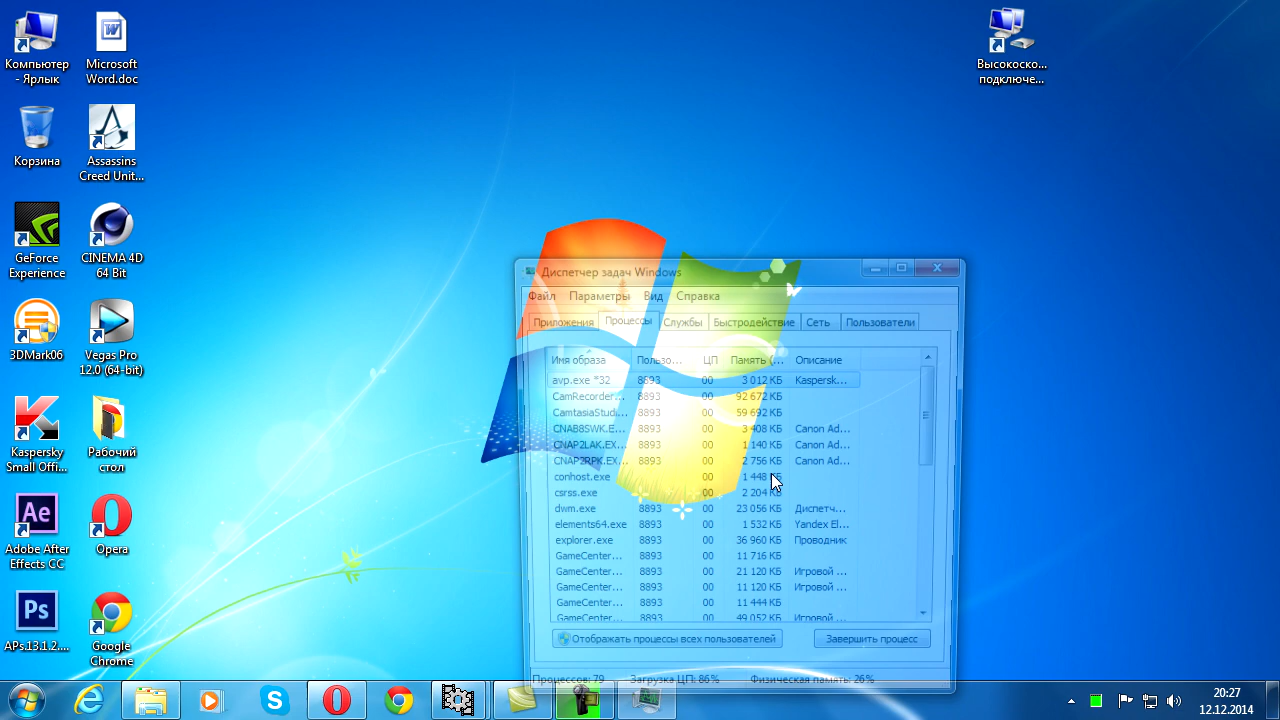 Компьютер
- Ярлык
Microsoft
Word.doc
Высокоско...
подключе...
Корзина
Assassins
Creed Unit...
GeForce
Experience
CINEMA 4D
64 Bit
3DMark06
Vegas Pro
12.0 (64-bit)
Kaspersky
Small Offi...
Рабочий
стол
Adobe After
Effects CC
Opera
APs.13.1.2....
Google
Chrome
Диспетчер задач Windows
Файл Параметры Вид Справка
Приложения Процессы Службы Быстродействие Сеть Пользователи
Имя образа Пользо... ЦП Память (... Описание
avp.exe *32 8893 00 3 012 КБ Kaspersk...
CamRecorder... 8893 00 92 672 КБ
CamtasiaStudi... 8893 00 59 692 КБ
CNAB8SWK.E... 8893 00 3 408 КБ Canon Ad...
CNAP2LAK.EX... 8893 00 1 140 КБ Canon Ad...
CNAP2RPK.EX... 8893 00 2 756 КБ Canon Ad...
conhost.exe 00 1 448 КБ
csrss.exe 00 2 204 КБ
dwm.exe 8893 00 23 056 КБ Диспетч...
elements64.exe 8893 00 1 532 КБ Yandex El...
explorer.exe 8893 00 36 960 КБ Проводник
GameCenter... 8893 00 11 716 КБ
GameCenter... 8893 00 21 120 КБ Игровой ...
GameCenter... 8893 00 11 120 КБ Игровой ...
GameCenter... 8893 00 11 444 КБ
GameCenter... 8893 00 49 052 КБ Игровой ...
Отображать процессы всех пользователей Завершить процесс
Процессов: 79 Загрузка ЦП: 86% Физическая память: 26%
20:27
12.12.2014